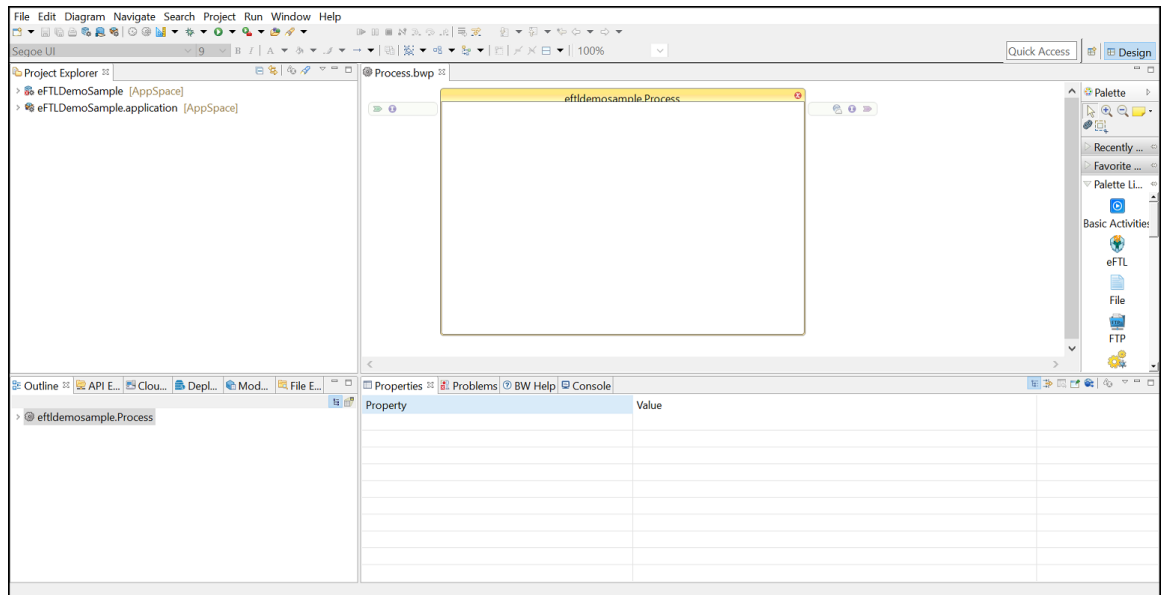 File Edit Diagram Navigate Search Project Run Window Help
Segoe UI 9 B I A 100% Quick Access Design
Project Explorer
Process.bwp
eFTLDemoSample [AppSpace]
eFTLDemoSample.application [AppSpace]
eftldemosample.Process
Palette
Recently ...
Favorite ...
Palette Li...
Basic Activities
eFTL
File
FTP
Outline API E... Clou... Depl... Mod... File E...
Properties Problems BW Help Console
eftldemosample.Process
Property Value